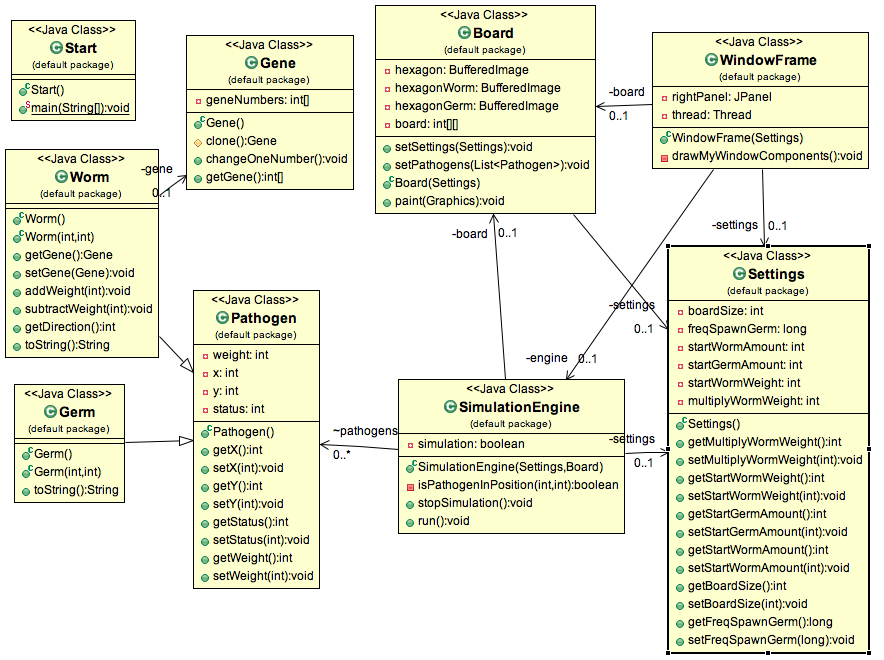 <<Java Class>>
Start
(default package)
Start()
main(String[]):void
<<Java Class>>
Gene
(default package)
geneNumbers: int[]
Gene()
clone():Gene
changeOneNumber():void
getGene():int[]
<<Java Class>>
Board
(default package)
hexagon: BufferedImage
hexagonWorm: BufferedImage
hexagonGerm: BufferedImage
board: int[][]
setSettings(Settings):void
setPathogens(List<Pathogen>):void
Board(Settings)
paint(Graphics):void
<<Java Class>>
WindowFrame
(default package)
rightPanel: JPanel
thread: Thread
WindowFrame(Settings)
drawMyWindowComponents():void
-board
0..1
<<Java Class>>
Worm
(default package)
Worm()
Worm(int,int)
getGene():Gene
setGene(Gene):void
addWeight(int):void
subtractWeight(int):void
getDirection():int
toString():String
-gene
0..1
-board
0..1
-settings
0..1
-settings
0..1
-engine
0..1
<<Java Class>>
Settings
(default package)
boardSize: int
freqSpawnGerm: long
startWormAmount: int
startGermAmount: int
startWormWeight: int
multiplyWormWeight: int
Settings()
getMultiplyWormWeight():int
setMultiplyWormWeight(int):void
getStartWormWeight():int
setStartWormWeight(int):void
getStartGermAmount():int
setStartGermAmount(int):void
getStartWormAmount():int
setStartWormAmount(int):void
getBoardSize():int
setBoardSize(int):void
getFreqSpawnGerm():long
setFreqSpawnGerm(long):void
<<Java Class>>
Pathogen
(default package)
weight: int
x: int
y: int
status: int
Pathogen()
getX():int
setX(int):void
getY():int
setY(int):void
getStatus():int
setStatus(int):void
getWeight():int
setWeight(int):void
<<Java Class>>
Germ
(default package)
Germ()
Germ(int,int)
toString():String
~pathogens
0..*
<<Java Class>>
SimulationEngine
(default package)
simulation: boolean
SimulationEngine(Settings,Board)
isPathogenInPosition(int,int):boolean
stopSimulation():void
run():void
-settings
0..1